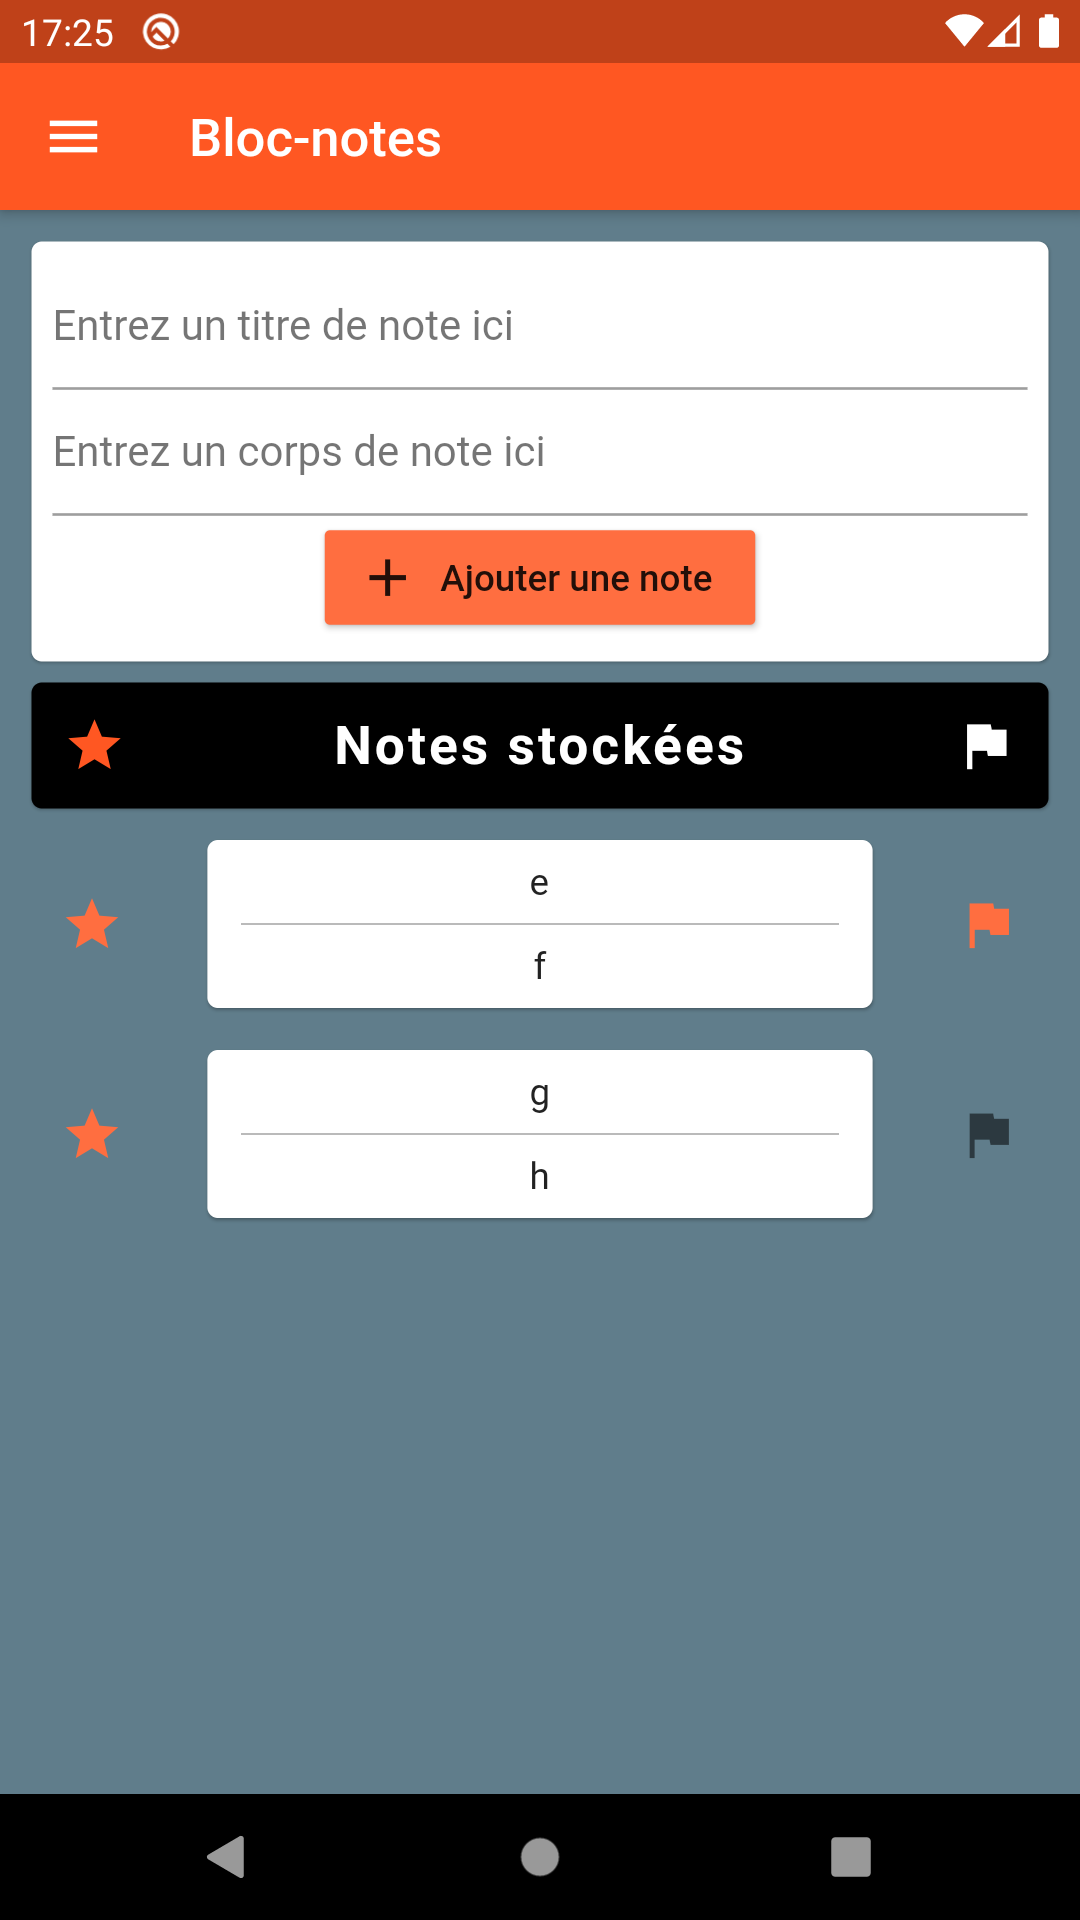 17:25
Bloc-notes
Entrez un titre de note ici
Entrez un corps de note ici
Ajouter une note
Notes stockées
e
f
g
h